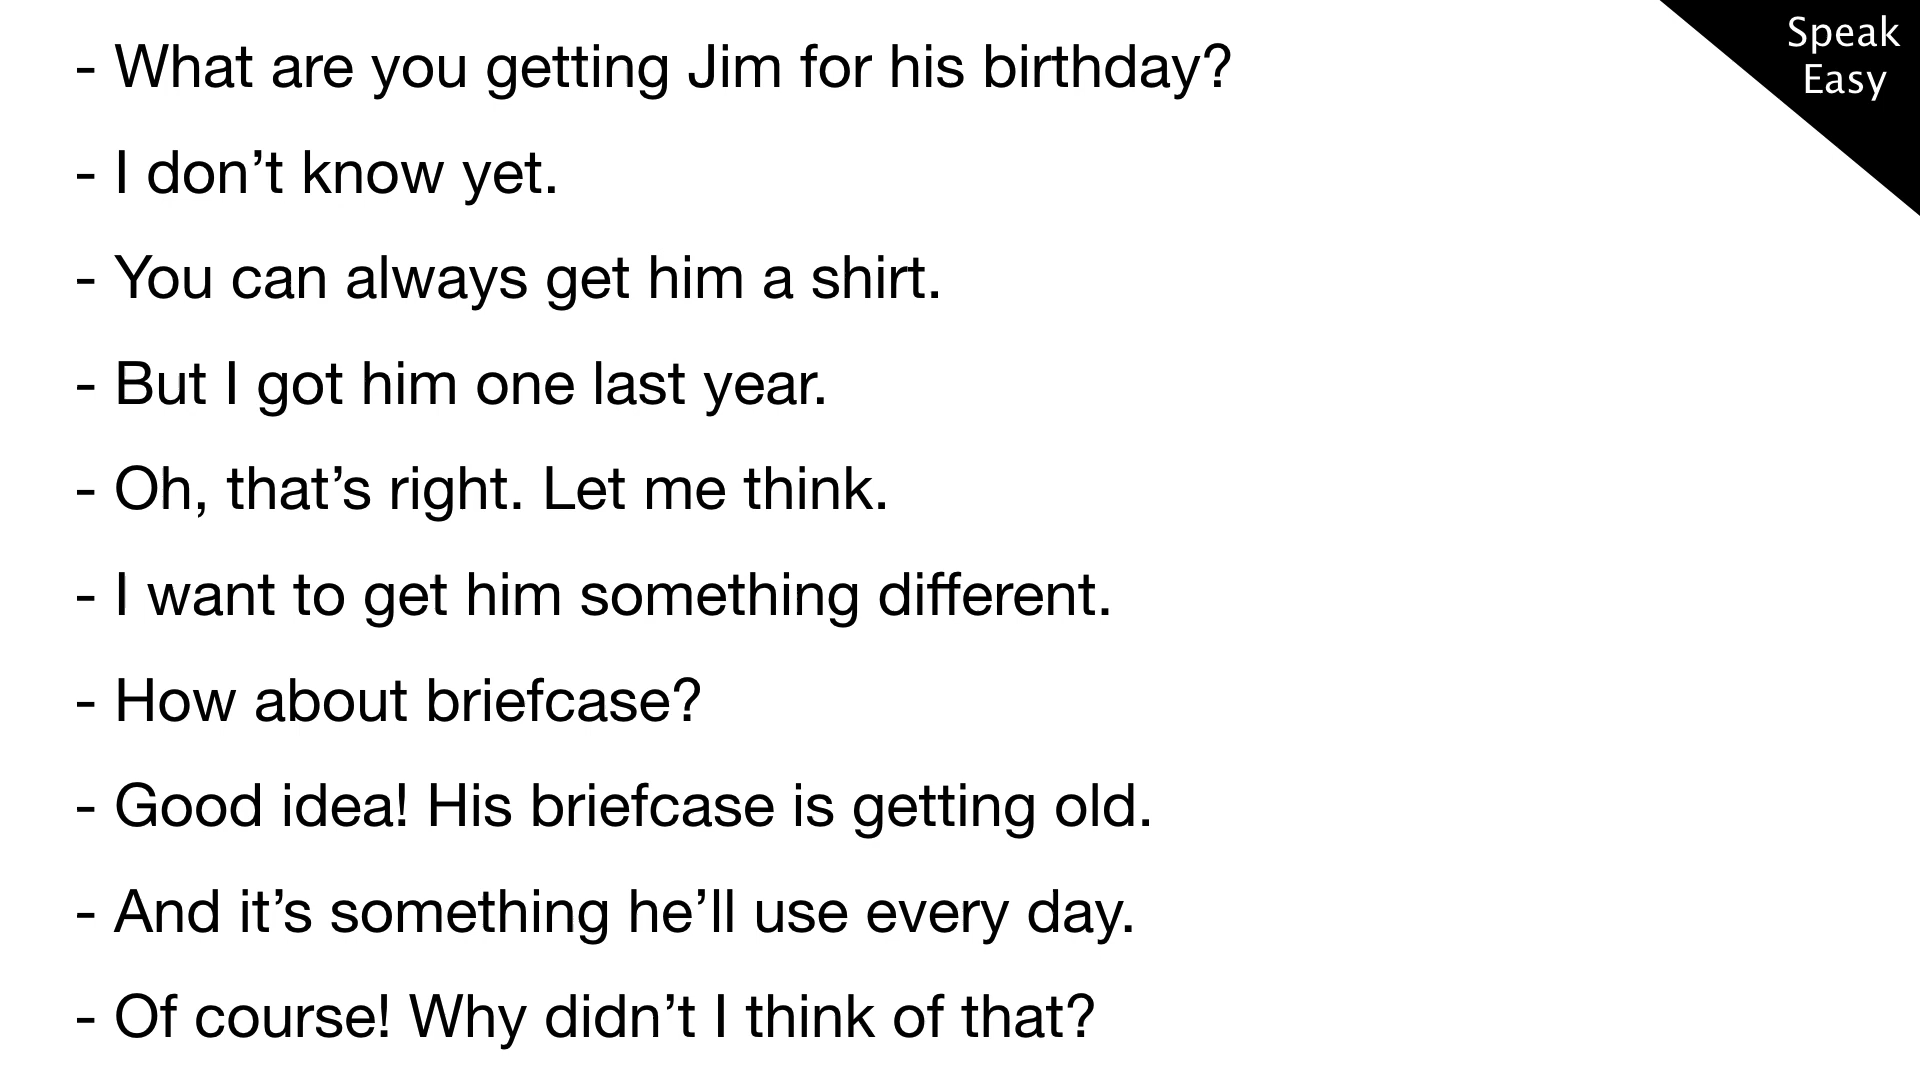 - What are you getting Jim for his birthday?
- I don’t know yet.
- You can always get him a shirt.
- But I got him one last year.
- Oh, that’s right. Let me think.
- I want to get him something different.
- How about briefcase?
- Good idea! His briefcase is getting old.
- And it’s something he’ll use every day.
- Of course! Why didn’t I think of that?
Speak
Easy